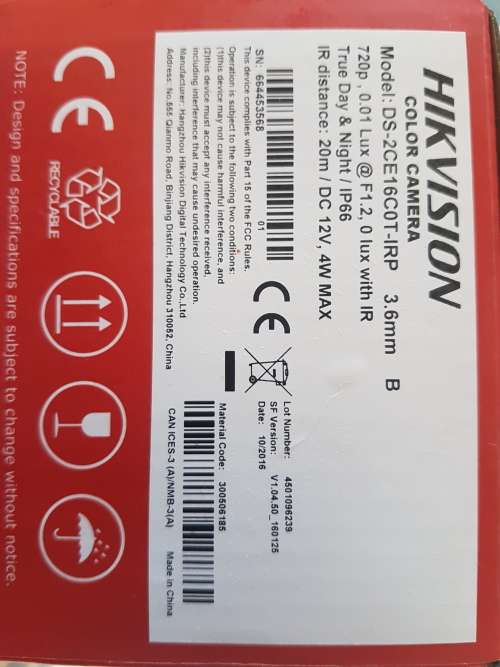 HIKVISION
COLOR CAMERA
Model: DS-2CE16C0T-IRP 3.6mm B
720p , 0.01 Lux @ F1.2, 0 lux with IR
True Day & Night / IP66
IR distance: 20m / DC 12V, 4W MAX
SN: 664453568
01
Lot Number: 4501096239
SF Version: V1.04.50_160125
Date: 10/2016
This device complies with Part 15 of the FCC Rules.
Operation is subject to the following two conditions:
(1)this device may not cause harmful interference, and
(2)this device must accept any interference received,
including interference that may cause undesired operation.
Manufacturer: Hangzhou Hikvision Digital Technology Co.,Ltd
Address: No.555 Qianmo Road, Binjiang District, Hangzhou 310052, China
Material Code: 300506185
CAN ICES-3 (A)/NMB-3(A) Made in China
CE
CE
RECYCLABLE
NOTE: Design and specifications are subject to change without notice.